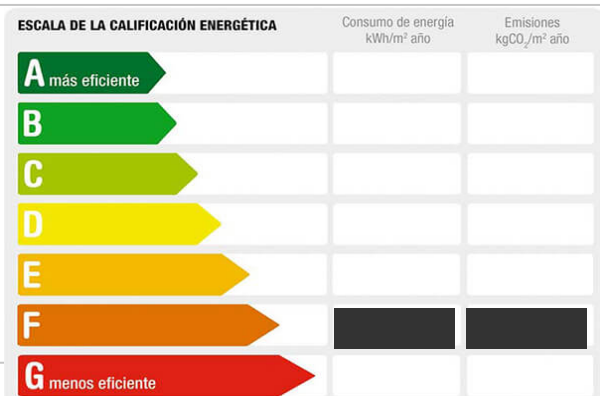 ESCALA DE LA CALIFICACIÓN ENERGÉTICA
Consumo de energía
kWh/m² año
Emisiones
kgCO₂/m² año
A más eficiente
B
C
D
E
F
G menos eficiente